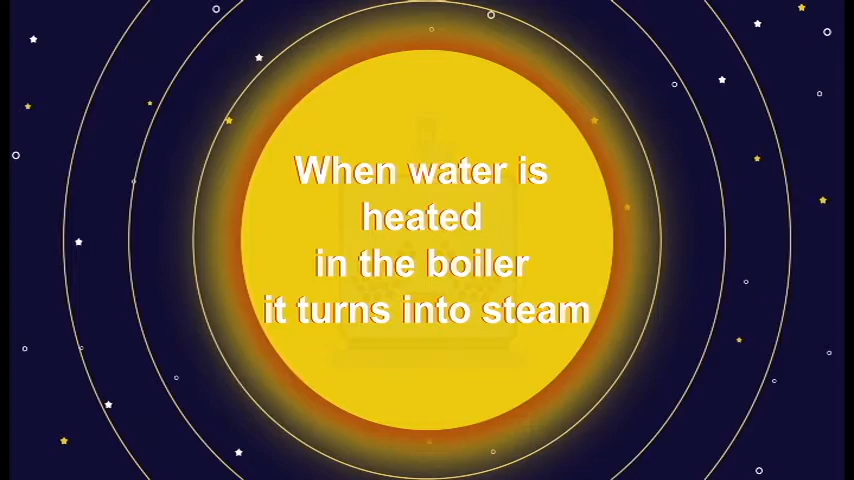 When water is
heated
in the boiler
it turns into steam